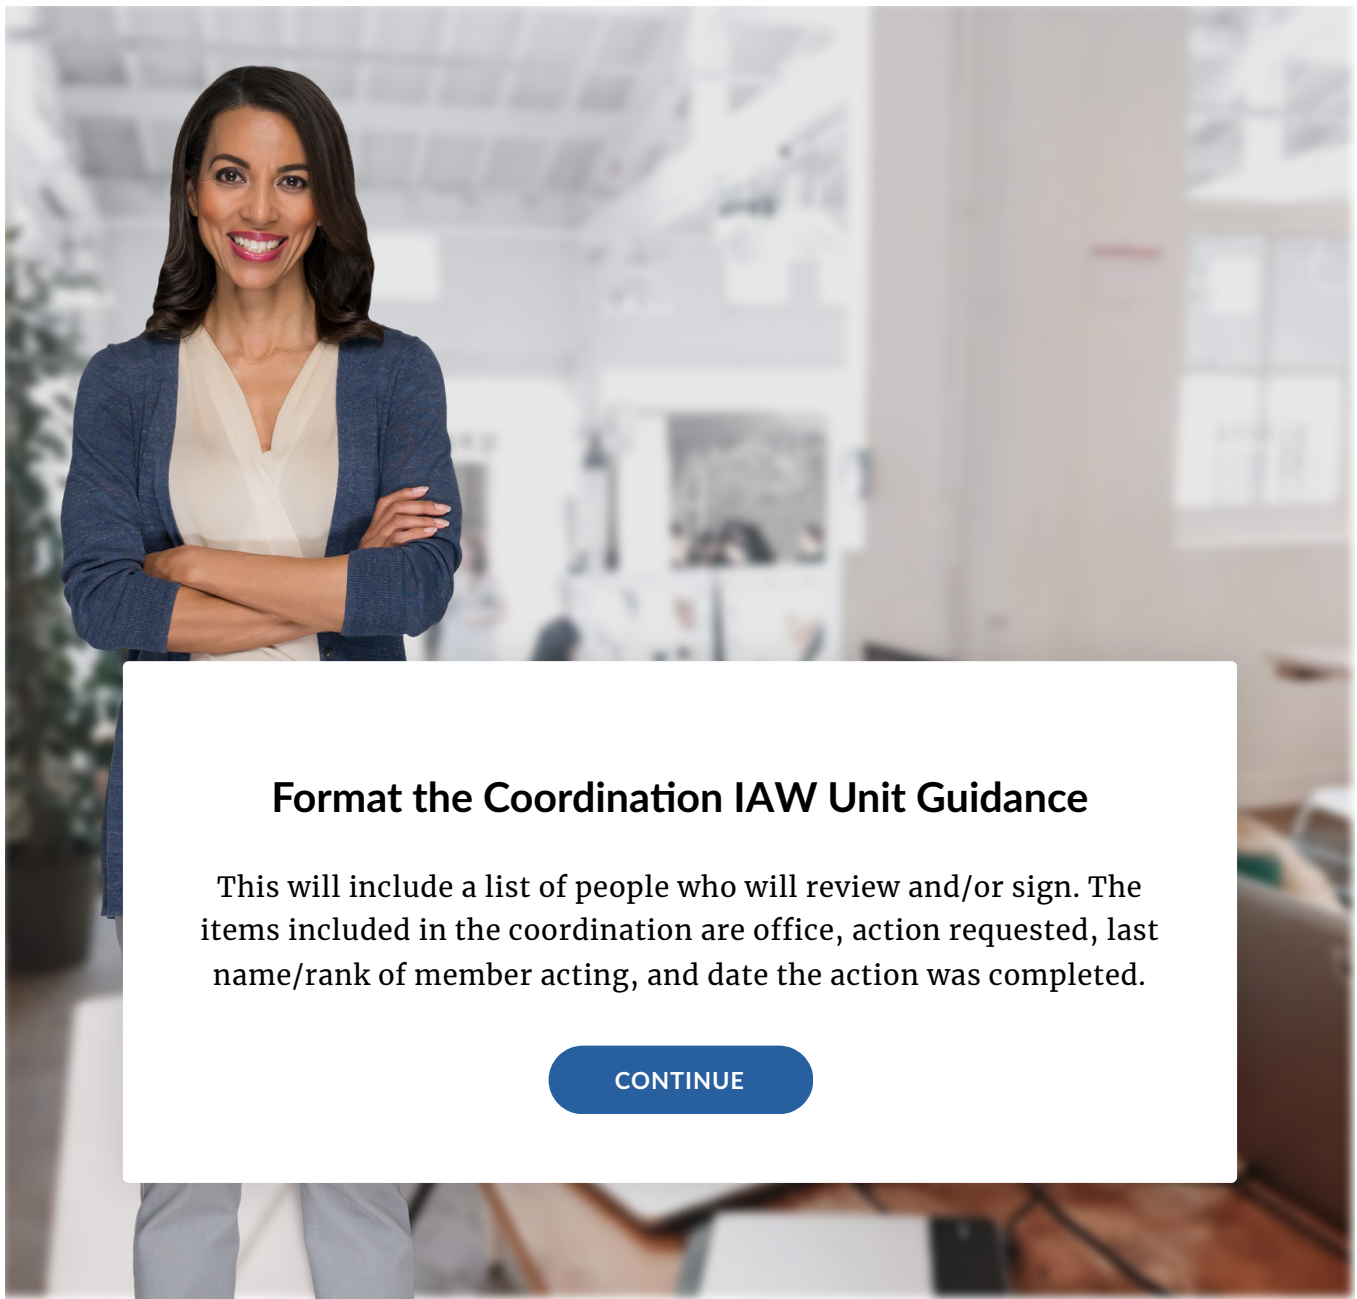 Format the Coordination IAW Unit Guidance
This will include a list of people who will review and/or sign. The
items included in the coordination are office, action requested, last
name/rank of member acting, and date the action was completed.
CONTINUE